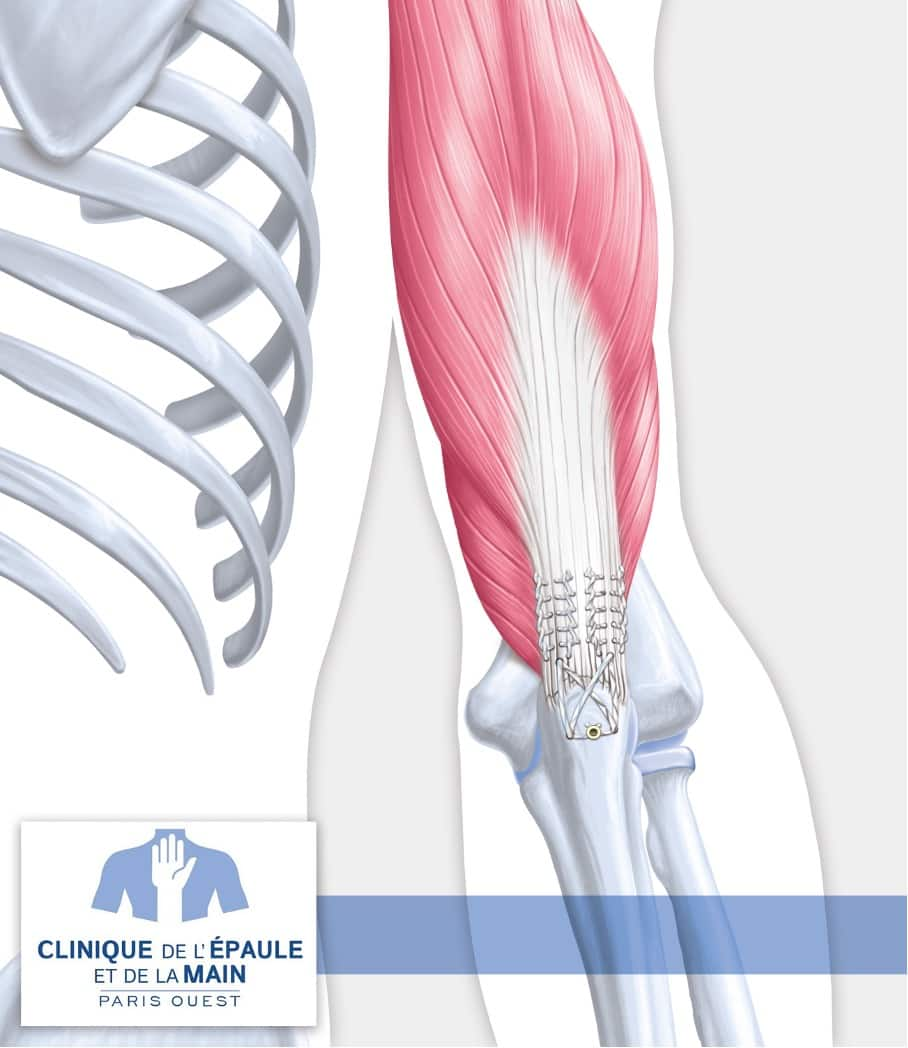 CLINIQUE DE L'ÉPAULE
ET DE LA MAIN
PARIS OUEST